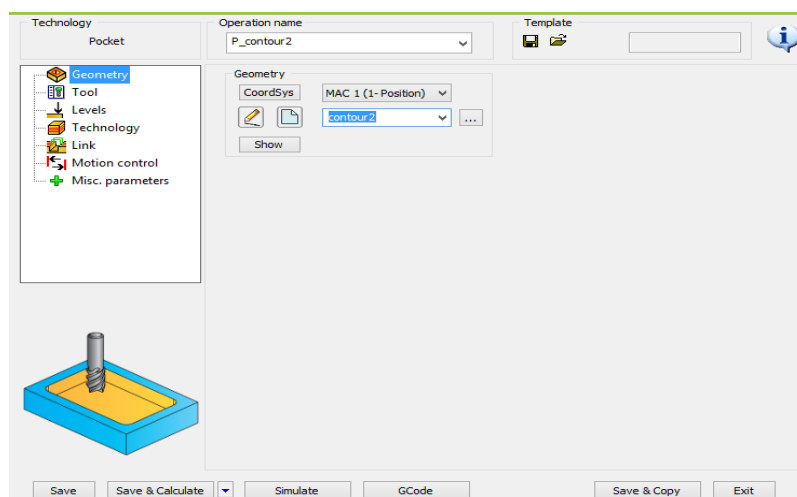 Technology
Pocket
Operation name
P_contour2
Template
Geometry
Tool
Levels
Technology
Link
Motion control
Misc. parameters
Geometry
CoordSys
MAC 1 (1- Position)
contour2
...
Show
Save
Save & Calculate
Simulate
GCode
Save & Copy
Exit